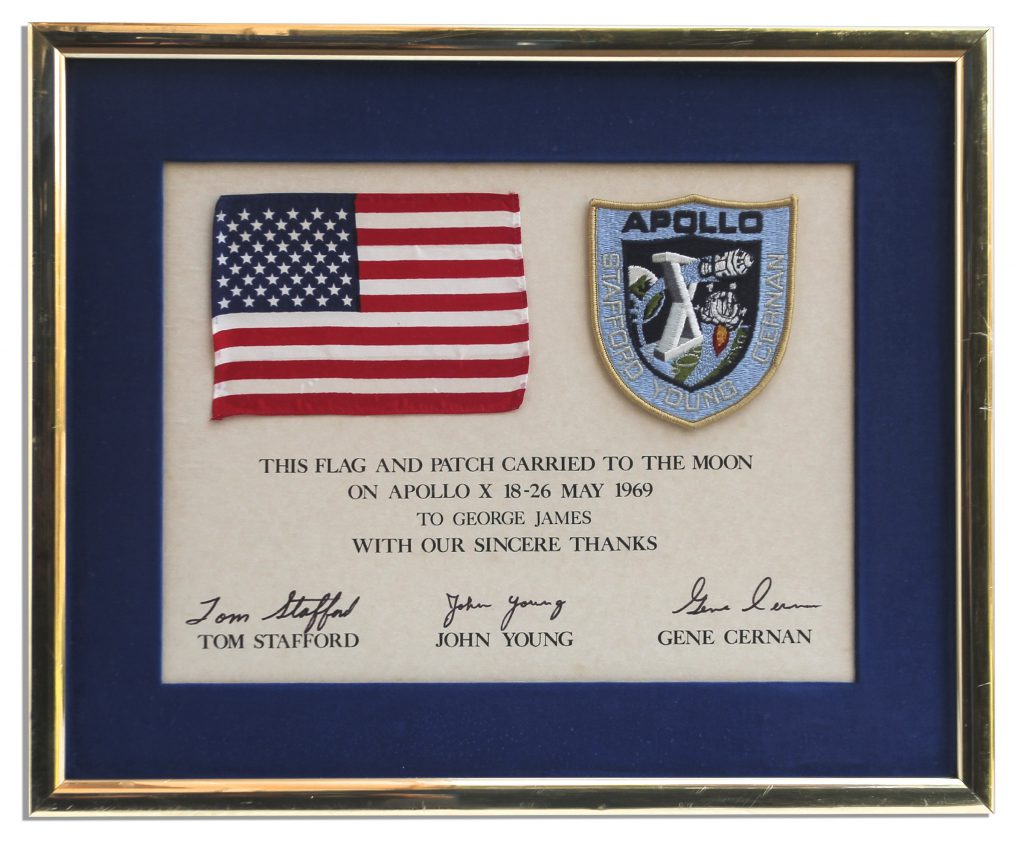 APOLLO
X
STAFFORD YOUNG CERNAN
THIS FLAG AND PATCH CARRIED TO THE MOON
ON APOLLO X 18-26 MAY 1969
TO GEORGE JAMES
WITH OUR SINCERE THANKS
Tom Stafford John Young Gene Cernan
TOM STAFFORD JOHN YOUNG GENE CERNAN